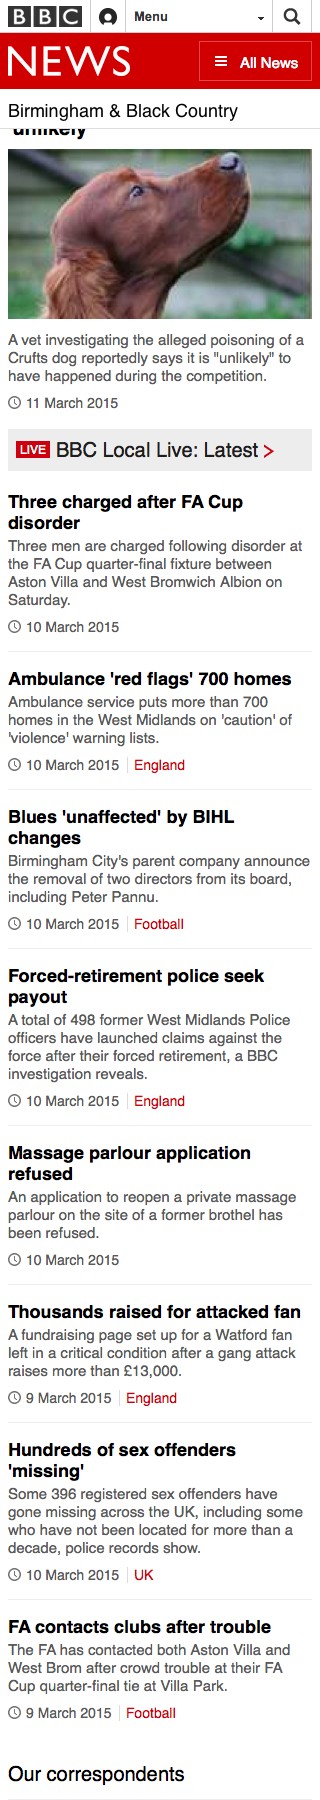 BBC
Menu
NEWS
All News
Birmingham & Black Country
unlikely
A vet investigating the alleged poisoning of a
Crufts dog reportedly says it is "unlikely" to
have happened during the competition.
11 March 2015
LIVE BBC Local Live: Latest >
Three charged after FA Cup
disorder
Three men are charged following disorder at
the FA Cup quarter-final fixture between
Aston Villa and West Bromwich Albion on
Saturday.
10 March 2015
Ambulance 'red flags' 700 homes
Ambulance service puts more than 700
homes in the West Midlands on 'caution' of
'violence' warning lists.
10 March 2015 England
Blues 'unaffected' by BIHL
changes
Birmingham City's parent company announce
the removal of two directors from its board,
including Peter Pannu.
10 March 2015 Football
Forced-retirement police seek
payout
A total of 498 former West Midlands Police
officers have launched claims against the
force after their forced retirement, a BBC
investigation reveals.
10 March 2015 England
Massage parlour application
refused
An application to reopen a private massage
parlour on the site of a former brothel has
been refused.
10 March 2015
Thousands raised for attacked fan
A fundraising page set up for a Watford fan
left in a critical condition after a gang attack
raises more than £13,000.
9 March 2015 England
Hundreds of sex offenders
'missing'
Some 396 registered sex offenders have
gone missing across the UK, including some
who have not been located for more than a
decade, police records show.
10 March 2015 UK
FA contacts clubs after trouble
The FA has contacted both Aston Villa and
West Brom after crowd trouble at their FA
Cup quarter-final tie at Villa Park.
9 March 2015 Football
Our correspondents